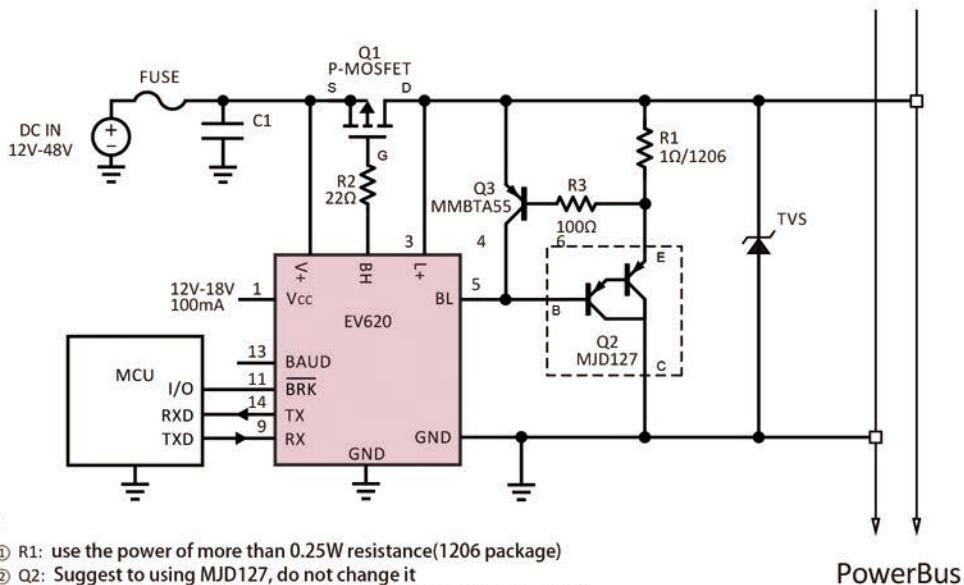 Q1
P-MOSFET
FUSE
S
D
C1
DC IN
12V-48V
G
R2
22Ω
R1
1Ω/1206
Q3
MMBTA55
R3
100Ω
TVS
3
4
6
E
V+
BH
L+
12V-18V
100mA
1
Vcc
BL
5
B
EV620
Q2
MJD127
C
13
BAUD
MCU
I/O
11
BRK
RXD
14
TX
TXD
9
RX
GND
GND
① R1: use the power of more than 0.25W resistance(1206 package)
② Q2: Suggest to using MJD127, do not change it
PowerBus